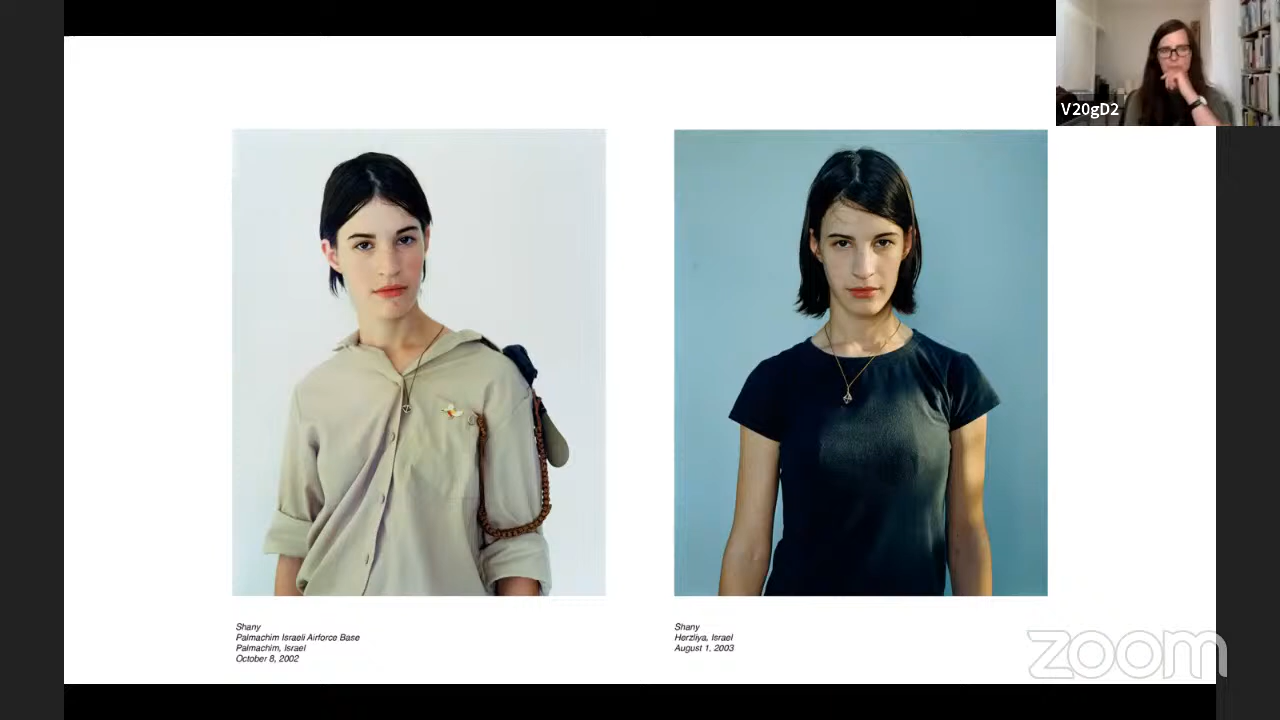 V20gD2
Shany
Palmachim Israeli Airforce Base
Palmachim, Israel
October 8, 2002
Shany
Herzliya, Israel
August 1, 2003
zoom